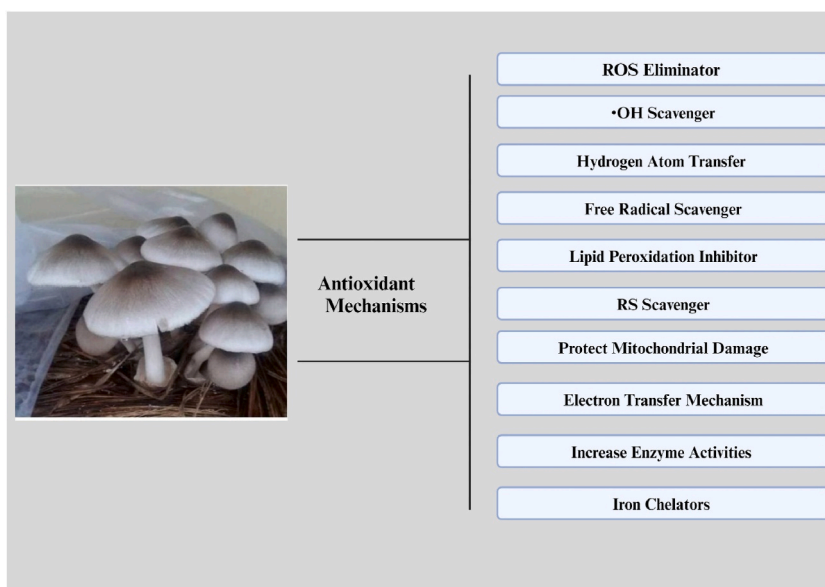 Antioxidant
Mechanisms
ROS Eliminator
•OH Scavenger
Hydrogen Atom Transfer
Free Radical Scavenger
Lipid Peroxidation Inhibitor
RS Scavenger
Protect Mitochondrial Damage
Electron Transfer Mechanism
Increase Enzyme Activities
Iron Chelators